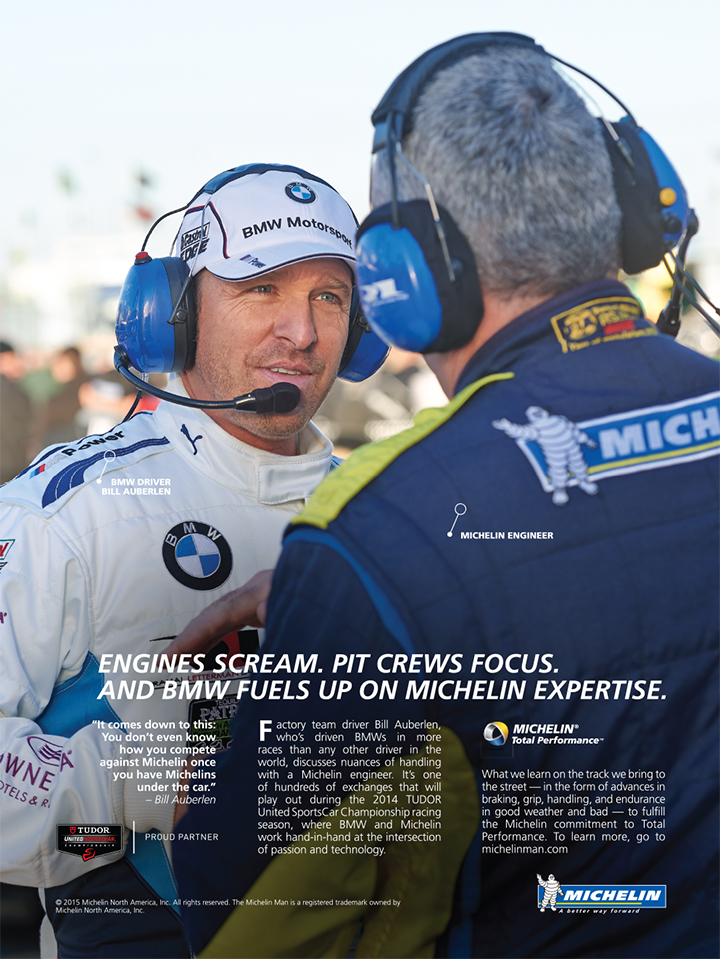 BMW
BMW Motorsport
Castrol
EDGE
Power
BMW DRIVER
BILL AUBERLEN
BMW
MICH
MICHELIN ENGINEER
ENGINES SCREAM. PIT CREWS FOCUS.
AND BMW FUELS UP ON MICHELIN EXPERTISE.
"It comes down to this:
You don't even know
how you compete
against Michelin once
you have Michelins
under the car."
– Bill Auberlen
TUDOR
UNITED SPORTSCAR
CHAMPIONSHIP
PROUD PARTNER
Factory team driver Bill Auberlen,
who's driven BMWs in more
races than any other driver in the
world, discusses nuances of handling
with a Michelin engineer. It's one
of hundreds of exchanges that will
play out during the 2014 TUDOR
United SportsCar Championship racing
season, where BMW and Michelin
work hand-in-hand at the intersection
of passion and technology.
MICHELIN®
Total Performance™
What we learn on the track we bring to
the street — in the form of advances in
braking, grip, handling, and endurance
in good weather and bad — to fulfill
the Michelin commitment to Total
Performance. To learn more, go to
michelinman.com
MICHELIN
A better way forward
© 2015 Michelin North America, Inc. All rights reserved. The Michelin Man is a registered trademark owned by
Michelin North America, Inc.